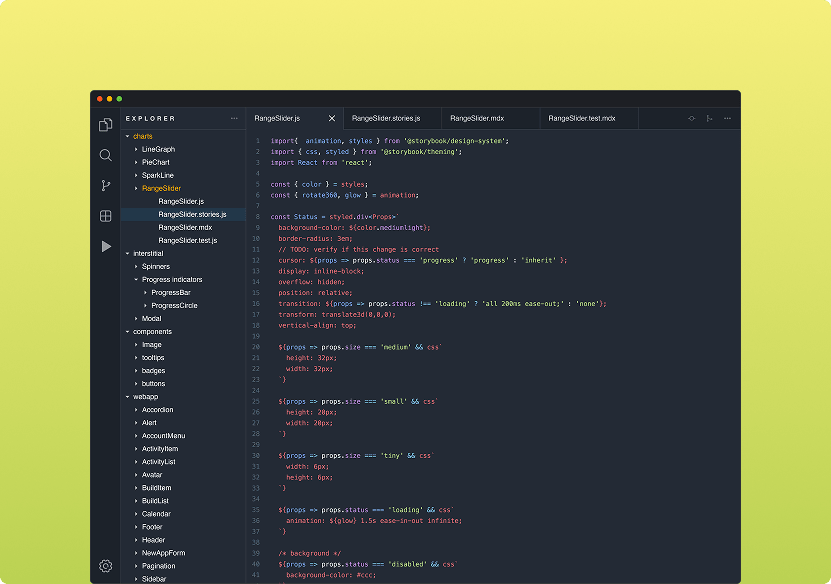 EXPLORER
charts
LineGraph
PieChart
SparkLine
RangeSlider
RangeSlider.js
RangeSlider.stories.js
RangeSlider.mdx
RangeSlider.test.js
interstitial
Spinners
Progress indicators
ProgressBar
ProgressCircle
Modal
components
Image
tooltips
badges
buttons
webapp
Accordion
Alert
AccountMenu
ActivityItem
ActivityList
Avatar
BuildItem
BuildList
Calendar
Footer
Header
NewAppForm
Pagination
Sidebar
RangeSlider.js RangeSlider.stories.js RangeSlider.mdx RangeSlider.test.mdx
1 import{  animation, styles } from '@storybook/design-system';
2 import { css, styled } from '@storybook/theming';
3 import React from 'react';
4
5 const { color } = styles;
6 const { rotate360, glow } = animation;
7
8 const Status = styled.div<Props>`
9   background-color: ${color.mediumlight};
10   border-radius: 3em;
11   // TODO: verify if this change is correct
12   cursor: ${props => props.status === 'progress' ? 'progress' : 'inherit' };
13   display: inline-block;
14   overflow: hidden;
15   position: relative;
16   transition: ${props => props.status !== 'loading' ? 'all 200ms ease-out;' : 'none'};
17   transform: translate3d(0,0,0);
18   vertical-align: top;
19
20   ${props => props.size === 'medium' && css`
21     height: 32px;
22     width: 32px;
23   `}
24
25   ${props => props.size === 'small' && css`
26     height: 20px;
27     width: 20px;
28   `}
29
30   ${props => props.size === 'tiny' && css`
31     width: 6px;
32     height: 6px;
33   `}
34
35   ${props => props.status === 'loading' && css`
36     animation: ${glow} 1.5s ease-in-out infinite;
37   `}
38
39   /* background */
40   ${props => props.status === 'disabled' && css`
41     background-color: #ccc;